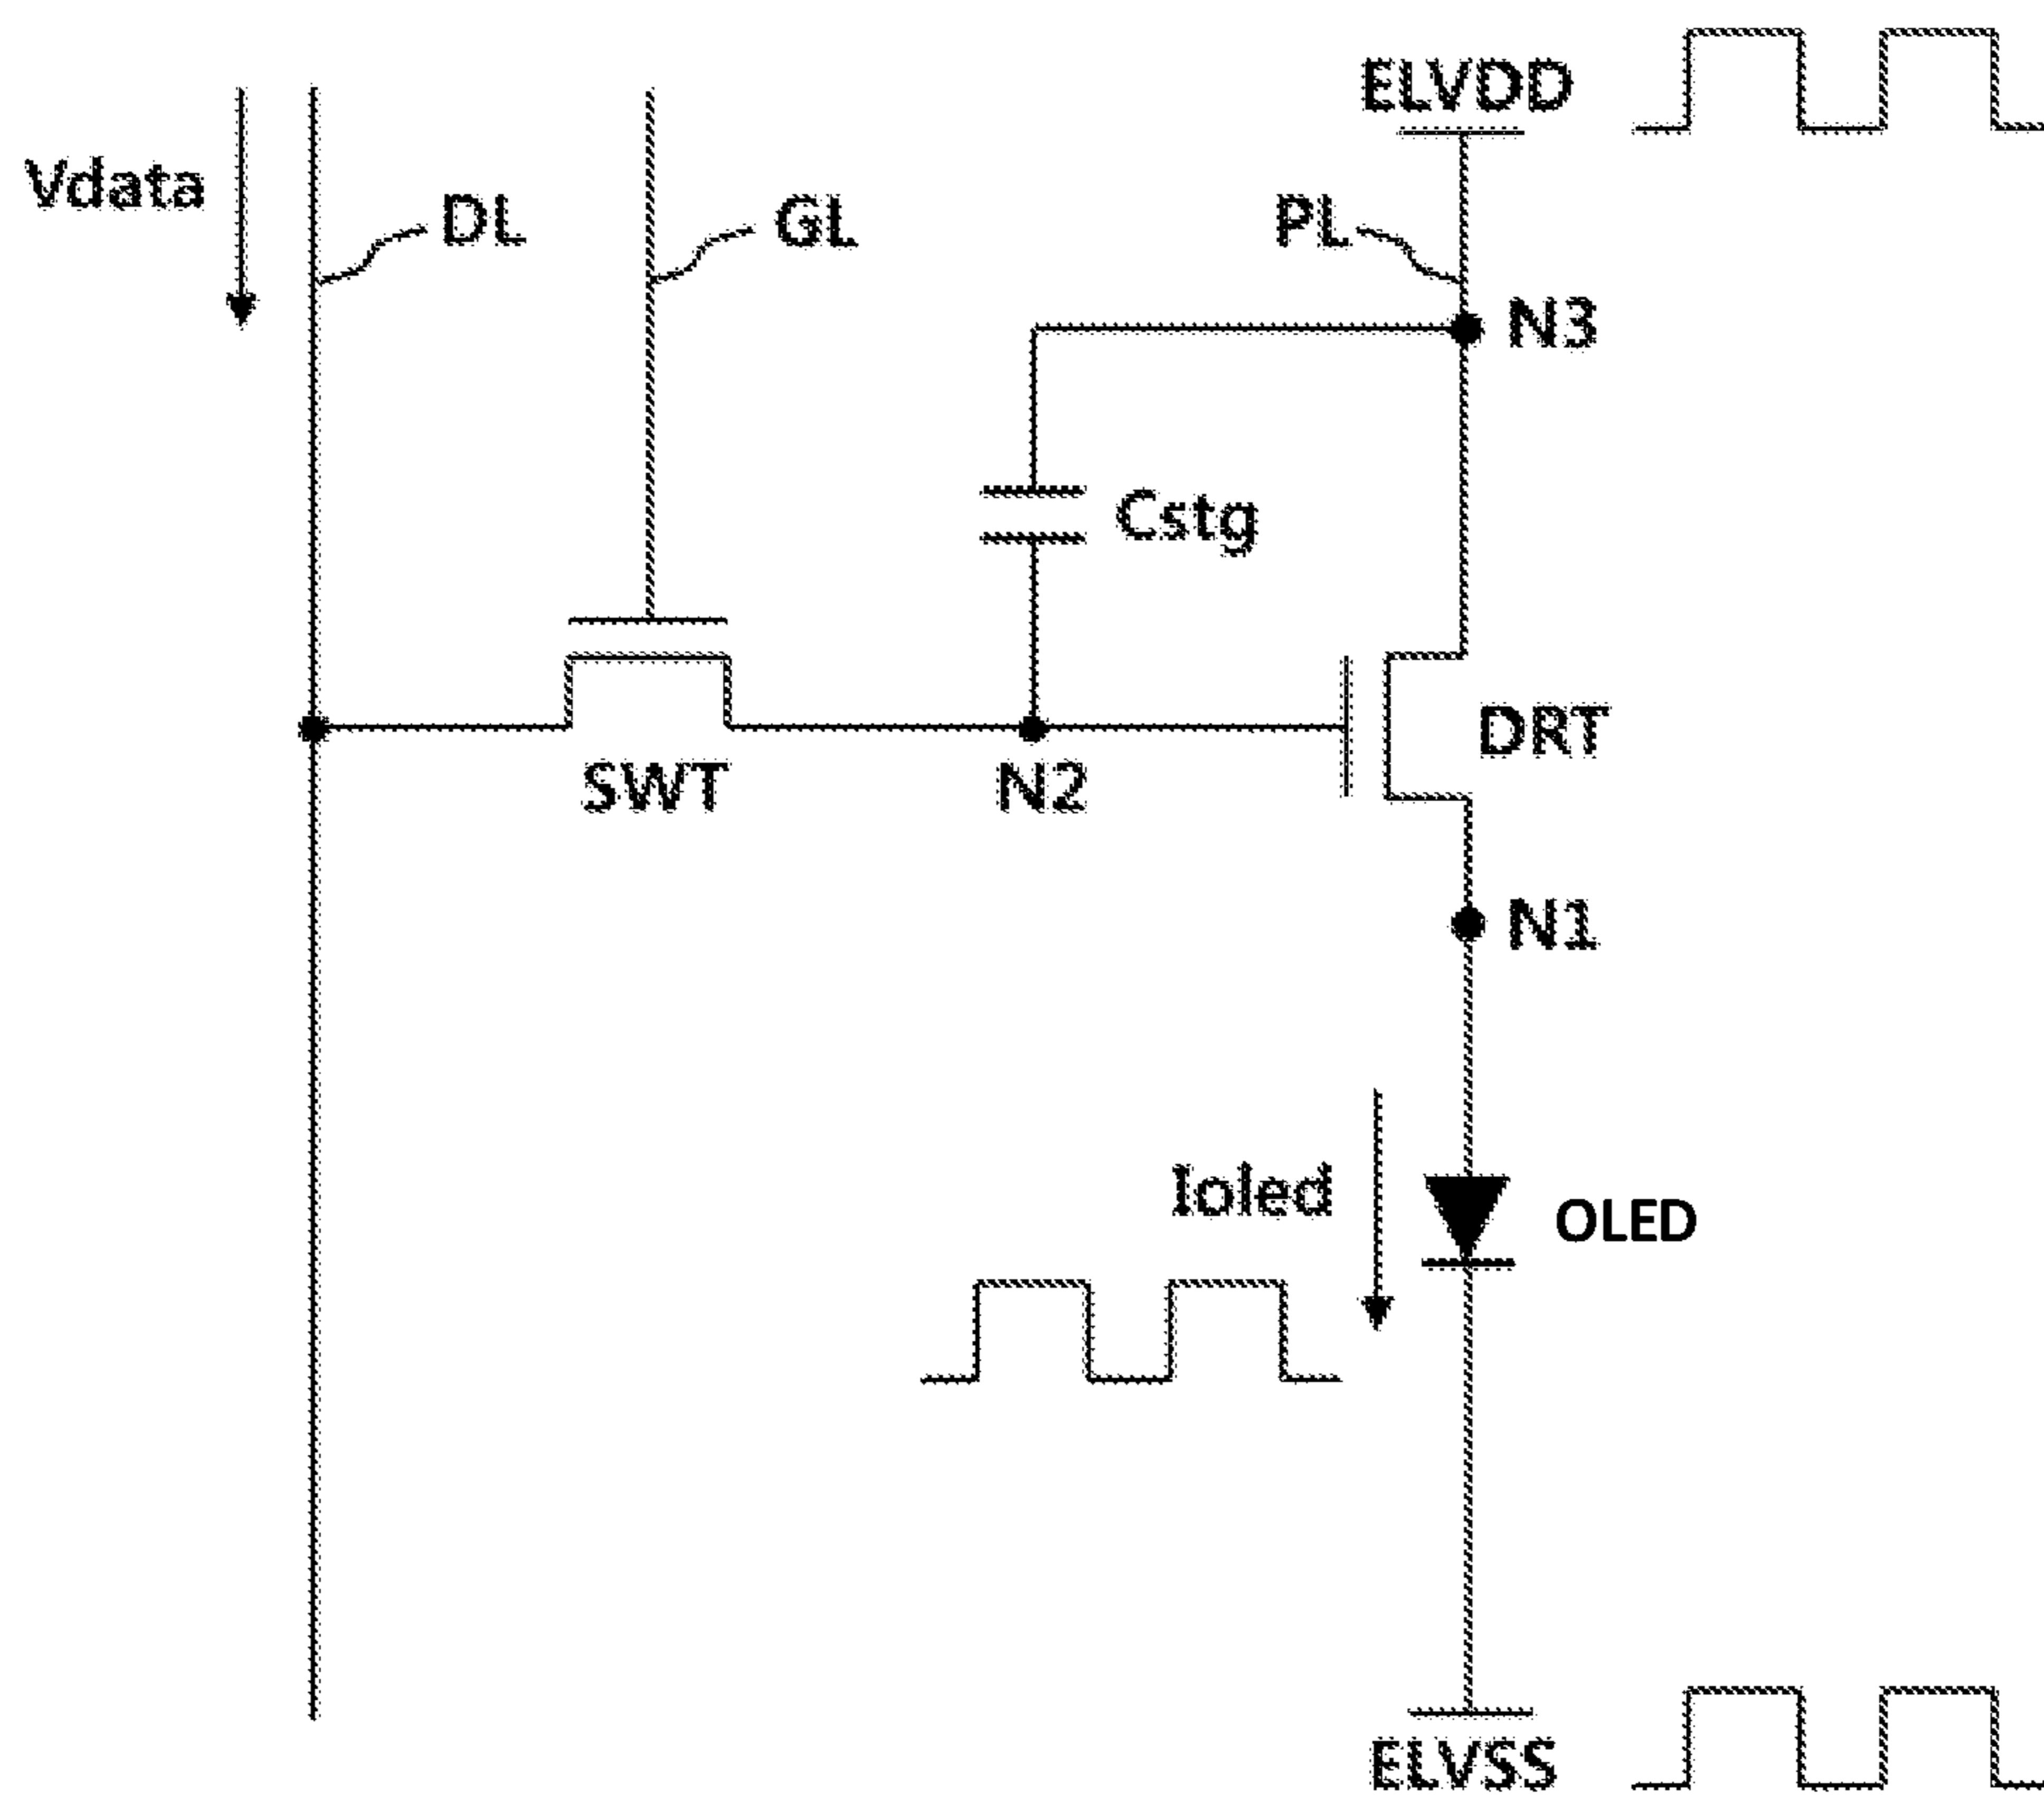 ELVDD
Vdata
DL
GL
PL
N3
Cstg
DRT
SWT
N2
N1
Ioled
OLED
ELVSS